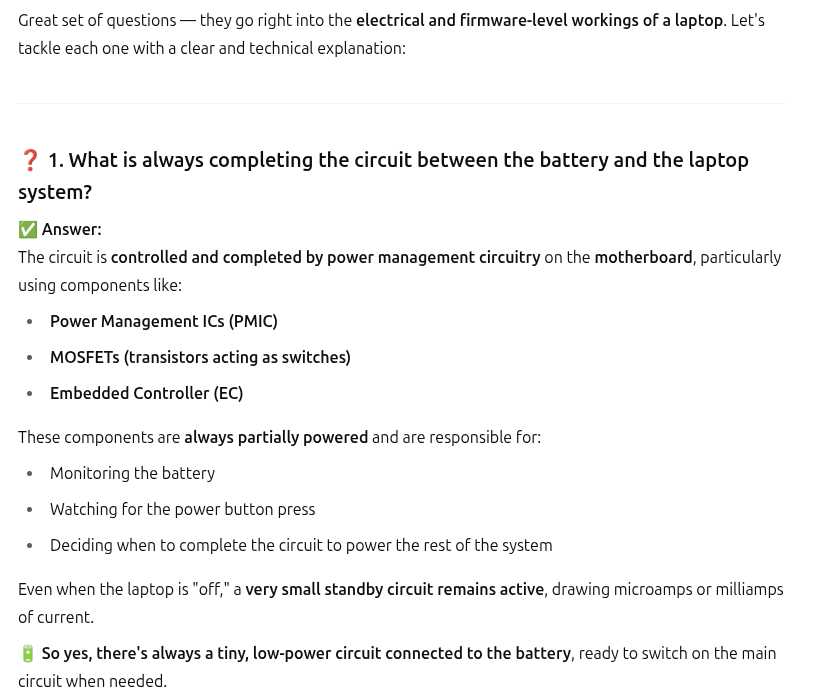 Great set of questions — they go right into the electrical and firmware-level workings of a laptop. Let's
tackle each one with a clear and technical explanation:
❓ 1. What is always completing the circuit between the battery and the laptop
system?
✅ Answer:
The circuit is controlled and completed by power management circuitry on the motherboard, particularly
using components like:
• Power Management ICs (PMIC)
• MOSFETs (transistors acting as switches)
• Embedded Controller (EC)
These components are always partially powered and are responsible for:
• Monitoring the battery
• Watching for the power button press
• Deciding when to complete the circuit to power the rest of the system
Even when the laptop is "off," a very small standby circuit remains active, drawing microamps or milliamps
of current.
🔋 So yes, there's always a tiny, low-power circuit connected to the battery, ready to switch on the main
circuit when needed.